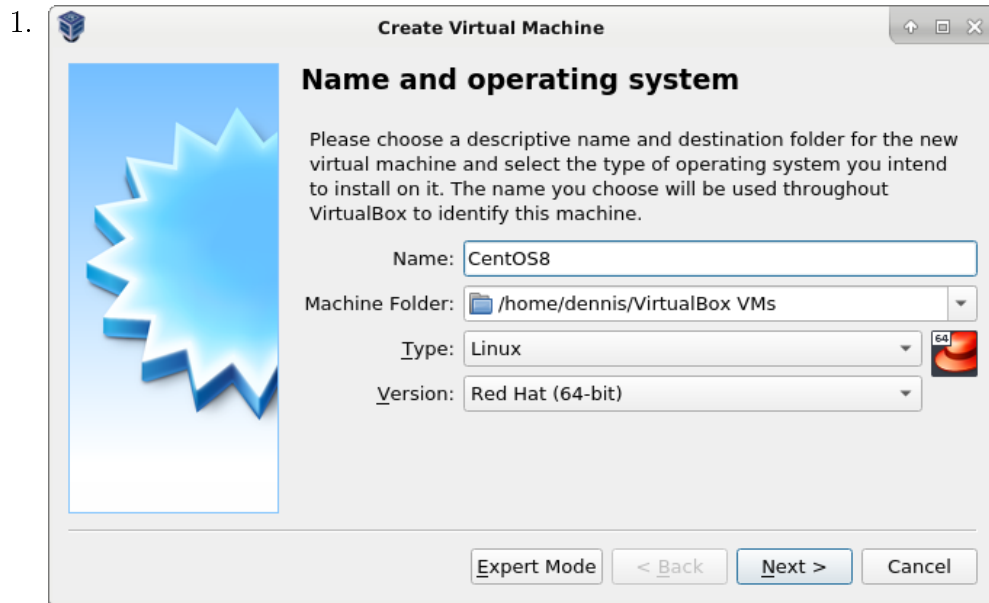 1.
Create Virtual Machine
Name and operating system
Please choose a descriptive name and destination folder for the new
virtual machine and select the type of operating system you intend
to install on it. The name you choose will be used throughout
VirtualBox to identify this machine.
Name: CentOS8
Machine Folder: /home/dennis/VirtualBox VMs
Type: Linux
64
Version: Red Hat (64-bit)
Expert Mode < Back Next > Cancel